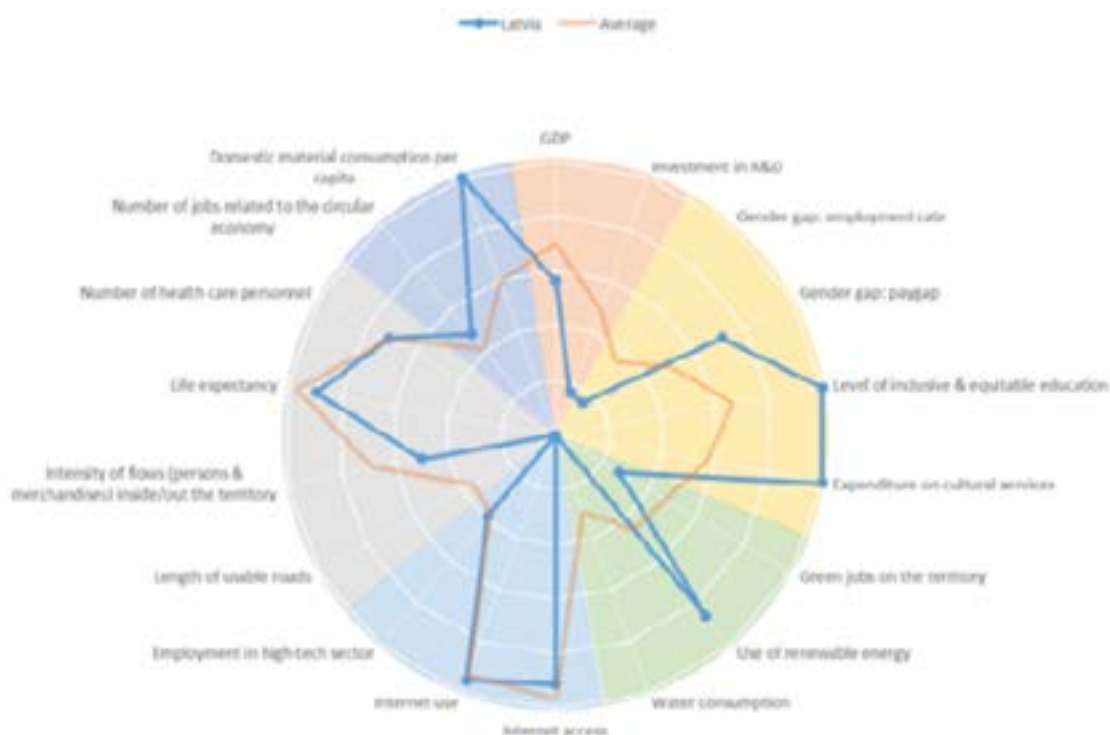 Latvia
Average
GDP
Investment in R&D
Gender gap: employment rate
Gender gap: paygap
Level of inclusive & equitable education
Expenditure on cultural services
Green jobs on the territory
Use of renewable energy
Water consumption
Internet access
Internet use
Employment in high-tech sector
Length of usable roads
Intensity of flows (persons &
merchandises) inside/out the territory
Life expectancy
Number of health care personnel
Number of jobs related to the circular
economy
Domestic material consumption per
capita